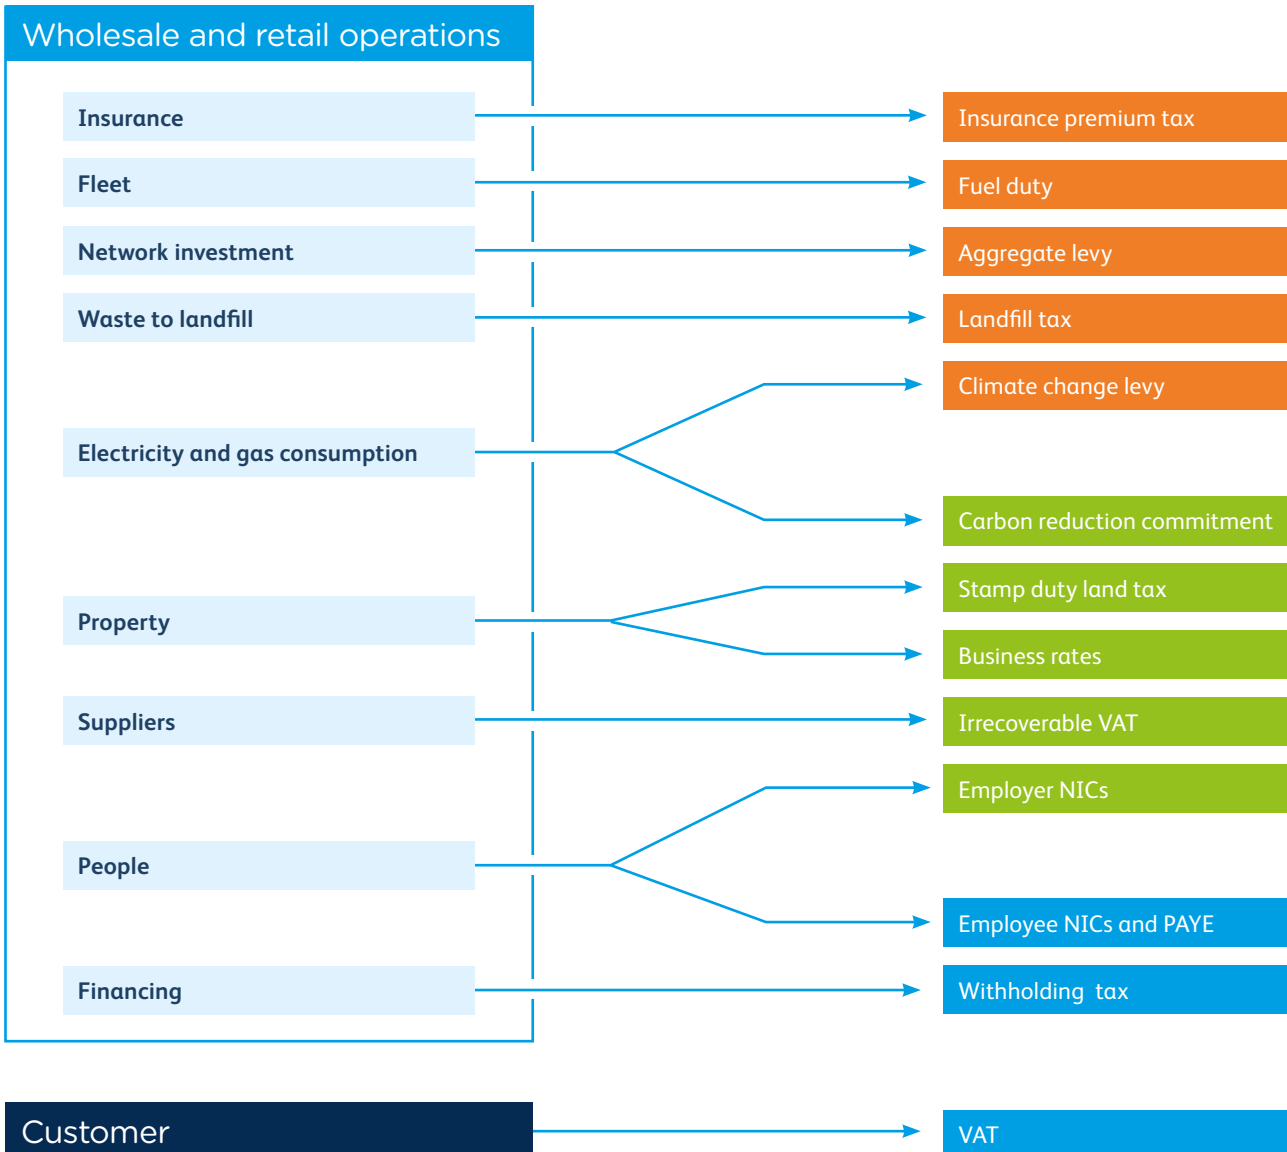 Wholesale and retail operations
Insurance
Insurance premium tax
Fleet
Fuel duty
Network investment
Aggregate levy
Waste to landfill
Landfill tax
Climate change levy
Electricity and gas consumption
Carbon reduction commitment
Stamp duty land tax
Property
Business rates
Suppliers
Irrecoverable VAT
Employer NICs
People
Employee NICs and PAYE
Financing
Withholding tax
Customer
VAT